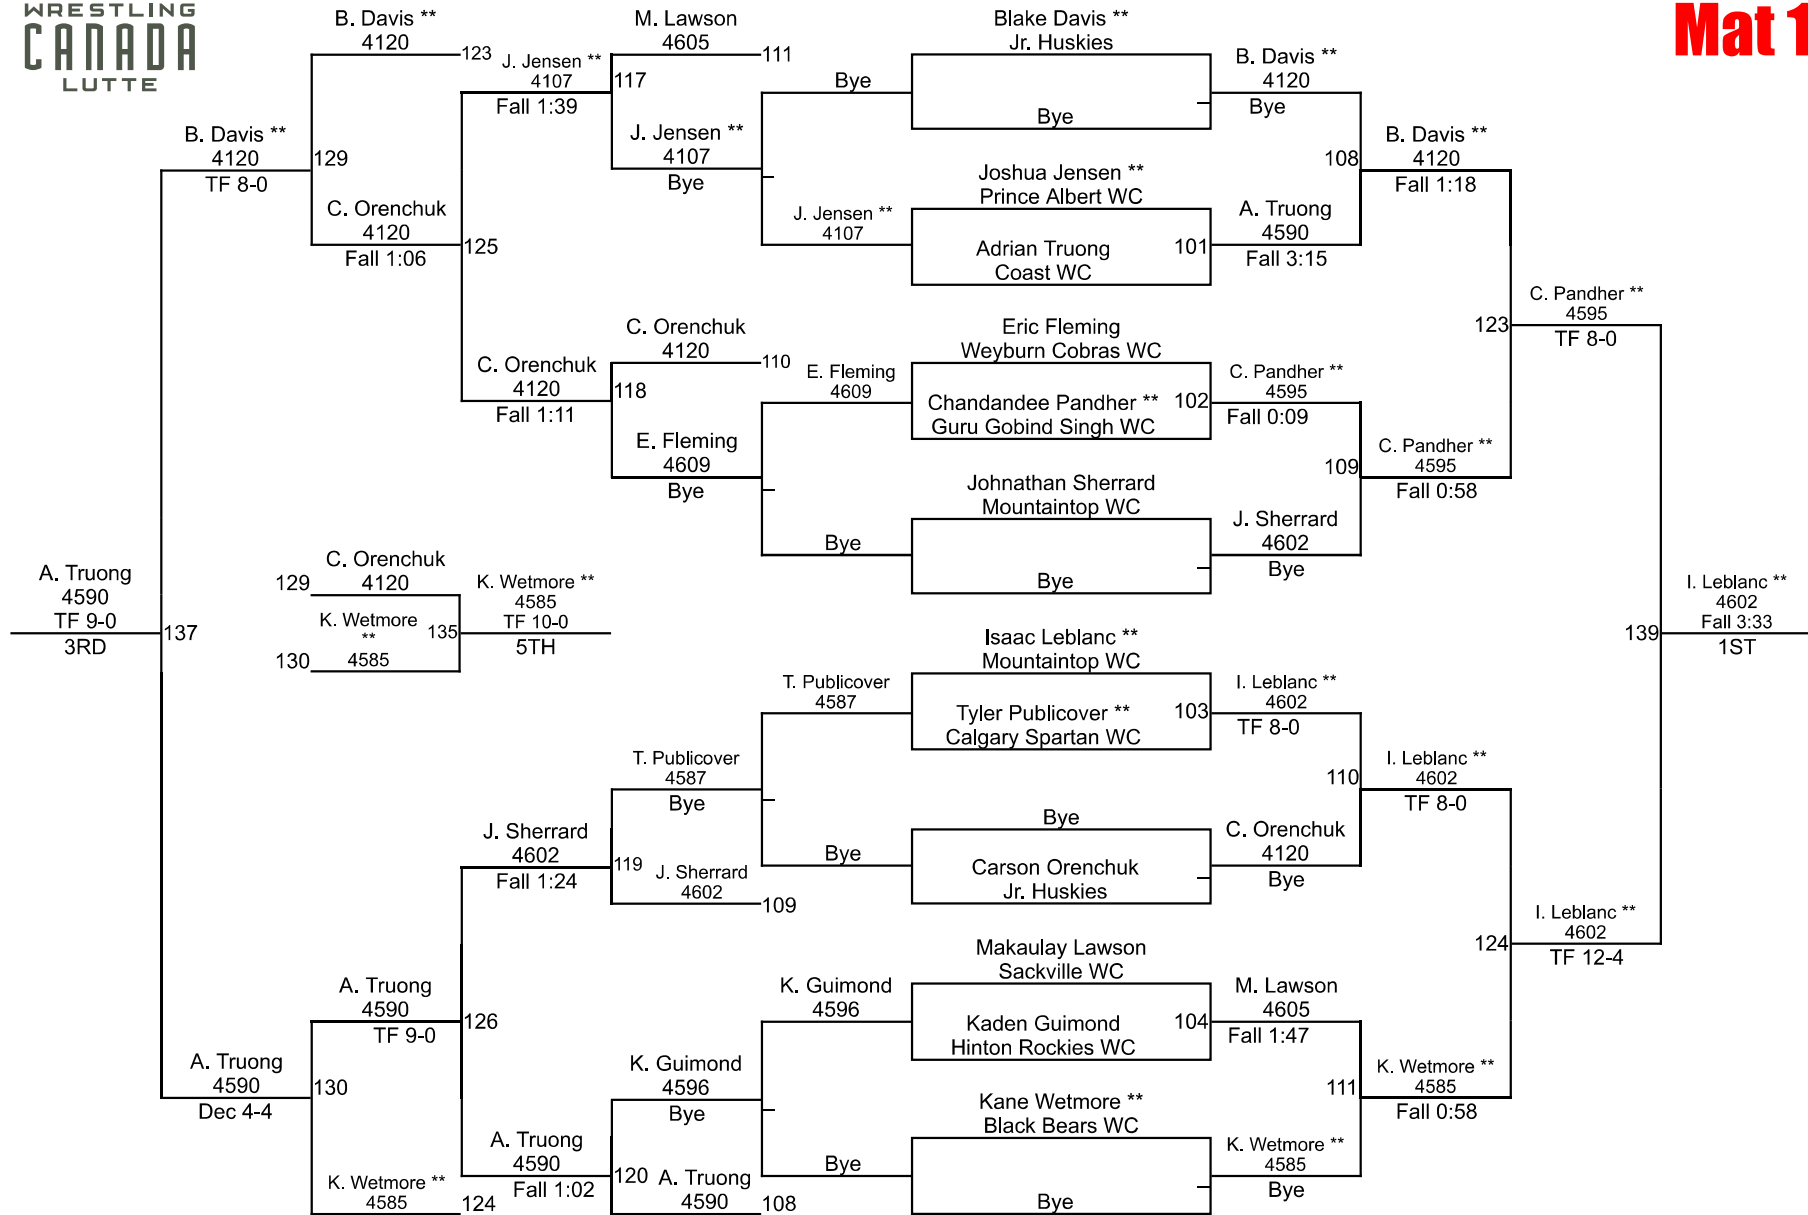 WRESTLING
CANADA
LUTTE
Mat 1
B. Davis **
4120
123
J. Jensen **
4107
117
Fall 1:39
M. Lawson
4605
111
J. Jensen **
4107
Bye
B. Davis **
4120
129
TF 8-0
C. Orenchuk
4120
125
Fall 1:06
Bye
J. Jensen **
4107
Blake Davis **
Jr. Huskies
Bye
B. Davis **
4120
Bye
Joshua Jensen **
Prince Albert WC
Adrian Truong
Coast WC
101
A. Truong
4590
Fall 3:15
108
B. Davis **
4120
Fall 1:18
C. Orenchuk
4120
118
Fall 1:11
C. Orenchuk
4120
110
E. Fleming
4609
Bye
E. Fleming
4609
Bye
Eric Fleming
Weyburn Cobras WC
Chandandee Pandher **
Guru Gobind Singh WC
102
C. Pandher **
4595
Fall 0:09
Johnathan Sherrard
Mountaintop WC
Bye
J. Sherrard
4602
Bye
109
C. Pandher **
4595
Fall 0:58
123
C. Pandher **
4595
TF 8-0
A. Truong
4590
TF 9-0
3RD
137
129
C. Orenchuk
4120
K. Wetmore
**
4585
130
135
K. Wetmore **
4585
TF 10-0
5TH
139
I. Leblanc **
4602
Fall 3:33
1ST
T. Publicover
4587
Isaac Leblanc **
Mountaintop WC
Tyler Publicover **
Calgary Spartan WC
103
I. Leblanc **
4602
TF 8-0
T. Publicover
4587
Bye
J. Sherrard
4602
119
Fall 1:24
J. Sherrard
4602
109
Bye
Bye
Carson Orenchuk
Jr. Huskies
C. Orenchuk
4120
Bye
110
I. Leblanc **
4602
TF 8-0
A. Truong
4590
126
TF 9-0
K. Guimond
4596
Makaulay Lawson
Sackville WC
Kaden Guimond
Hinton Rockies WC
104
M. Lawson
4605
Fall 1:47
124
I. Leblanc **
4602
TF 12-4
A. Truong
4590
130
Dec 4-4
K. Guimond
4596
Bye
A. Truong
4590
120
Fall 1:02
A. Truong
4590
108
K. Wetmore **
4585
124
Bye
Kane Wetmore **
Black Bears WC
Bye
K. Wetmore **
4585
Bye
111
K. Wetmore **
4585
Fall 0:58